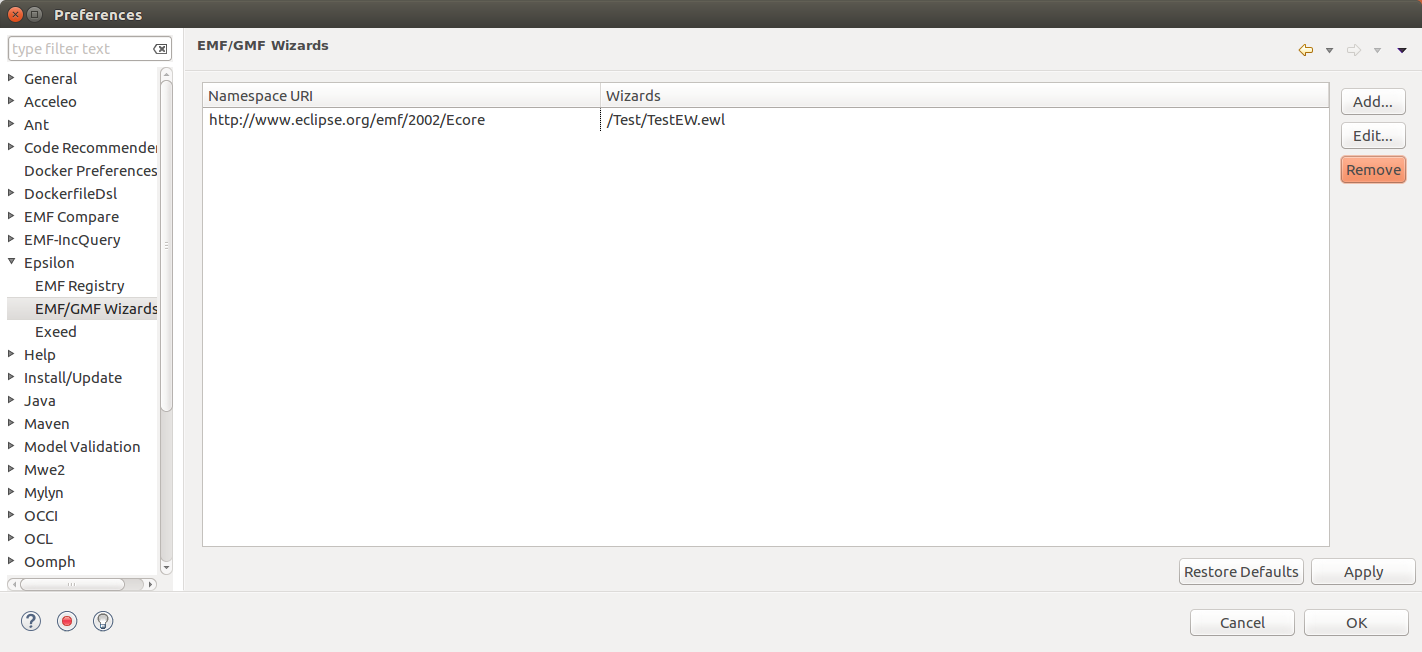 Preferences
type filter text
General
Acceleo
Ant
Code Recommender
Docker Preferences
DockerfileDsl
EMF Compare
EMF-IncQuery
Epsilon
EMF Registry
EMF/GMF Wizards
Exeed
Help
Install/Update
Java
Maven
Model Validation
Mwe2
Mylyn
OCCI
OCL
Oomph
EMF/GMF Wizards
Namespace URI Wizards
http://www.eclipse.org/emf/2002/Ecore /Test/TestEW.ewl
Add...
Edit...
Remove
Restore Defaults Apply
? Cancel OK